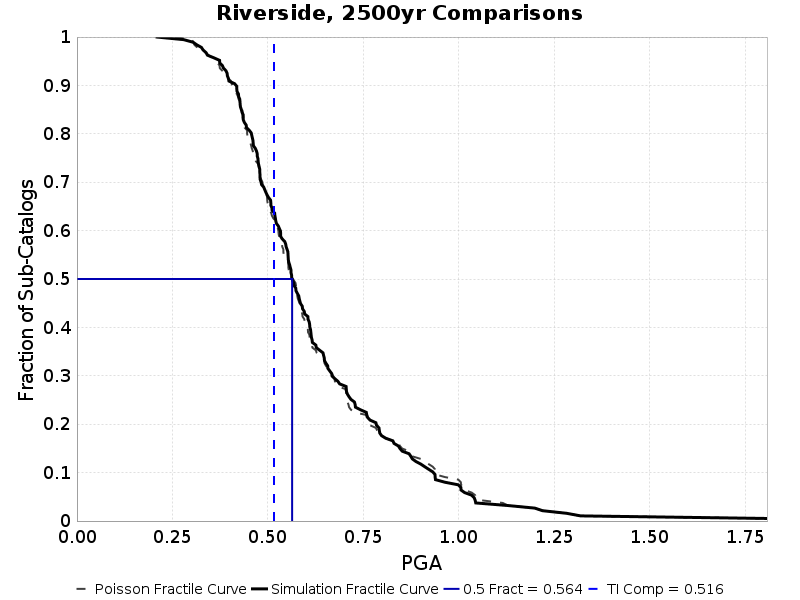 Riverside, 2500yr Comparisons
1
0.9
0.8
0.7
0.6
0.5
0.4
0.3
0.2
0.1
0
Fraction of Sub-Catalogs
0.00 0.25 0.50 0.75 1.00 1.25 1.50 1.75
PGA
Poisson Fractile Curve Simulation Fractile Curve 0.5 Fract = 0.564 TI Comp = 0.516